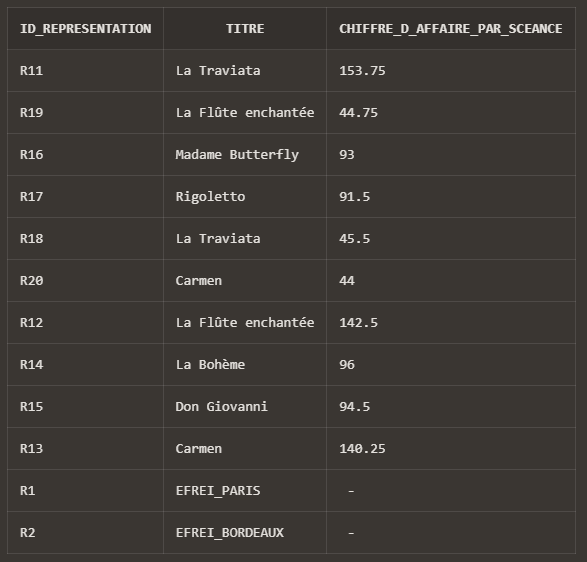 ID_REPRESENTATION TITRE CHIFFRE_D_AFFAIRE_PAR_SCEANCE
R11 La Traviata 153.75
R19 La Flûte enchantée 44.75
R16 Madame Butterfly 93
R17 Rigoletto 91.5
R18 La Traviata 45.5
R20 Carmen 44
R12 La Flûte enchantée 142.5
R14 La Bohème 96
R15 Don Giovanni 94.5
R13 Carmen 140.25
R1 EFREI_PARIS -
R2 EFREI_BORDEAUX -